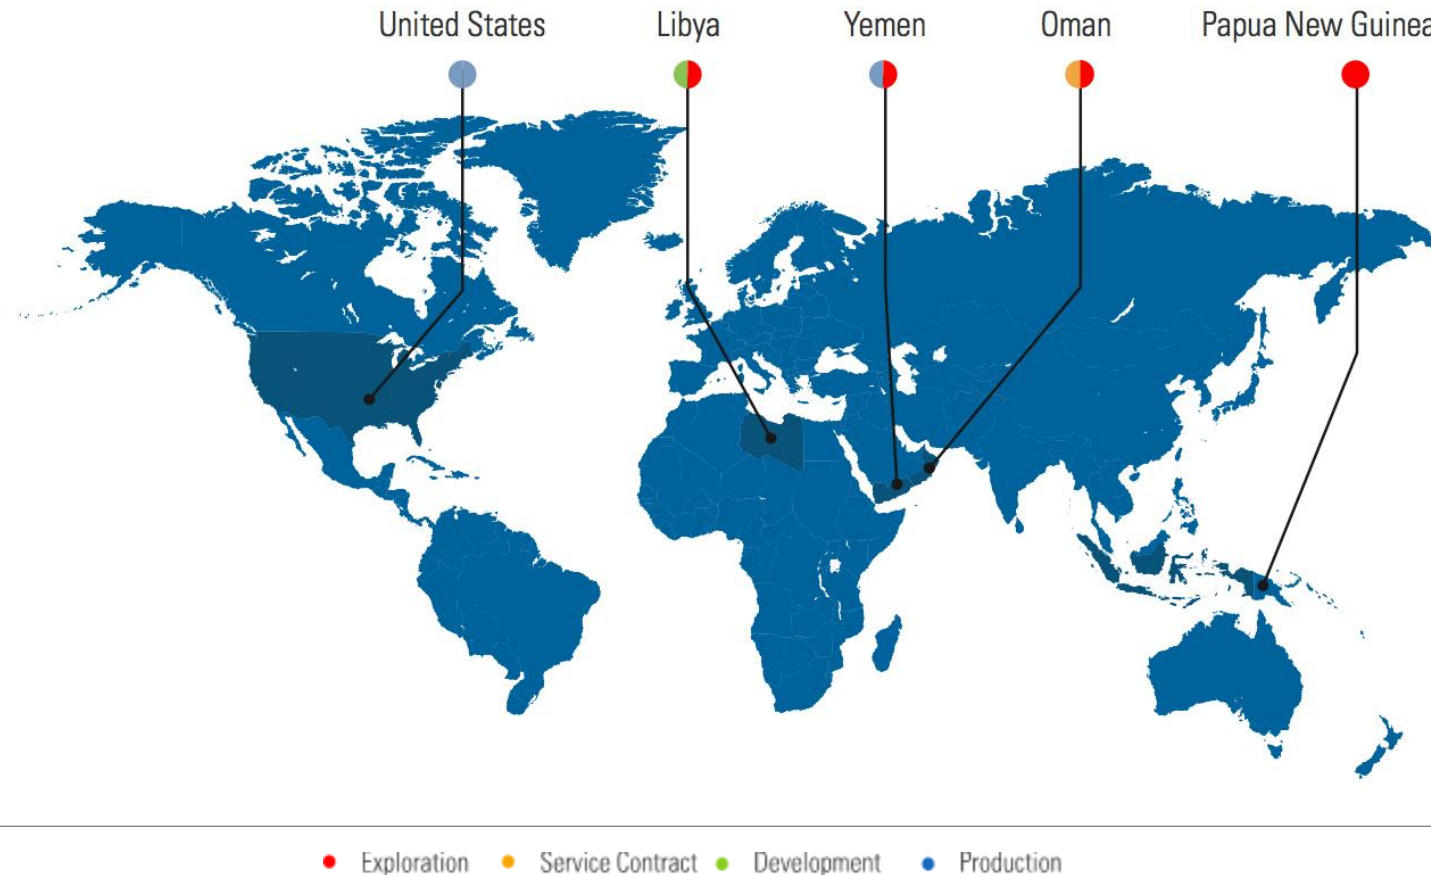 United States
Libya
Yemen
Oman
Papua New Guinea
Exploration
Service Contract
Development
Production